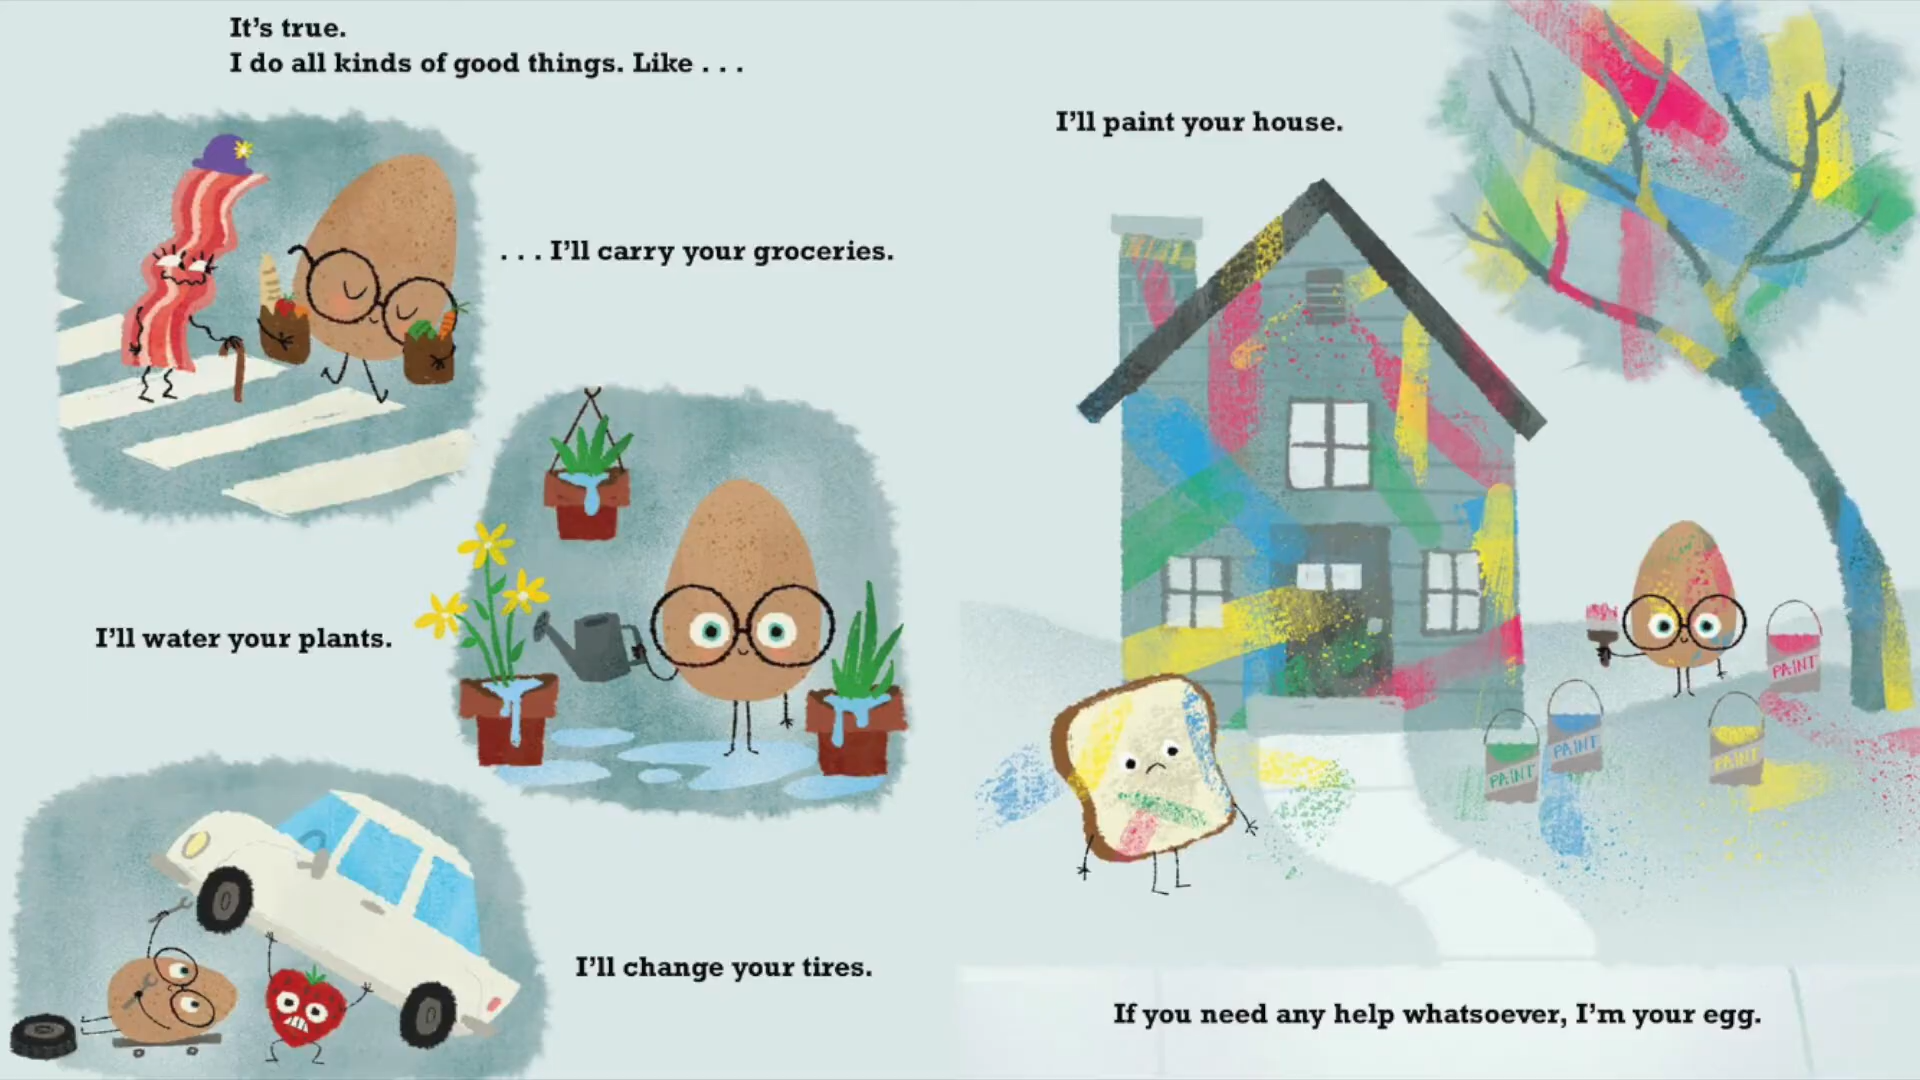 It's true.
I do all kinds of good things. Like . . .
. . . I'll carry your groceries.
I'll water your plants.
I'll change your tires.
I'll paint your house.
PAINT
PAINT
PAINT
PAINT
If you need any help whatsoever, I'm your egg.